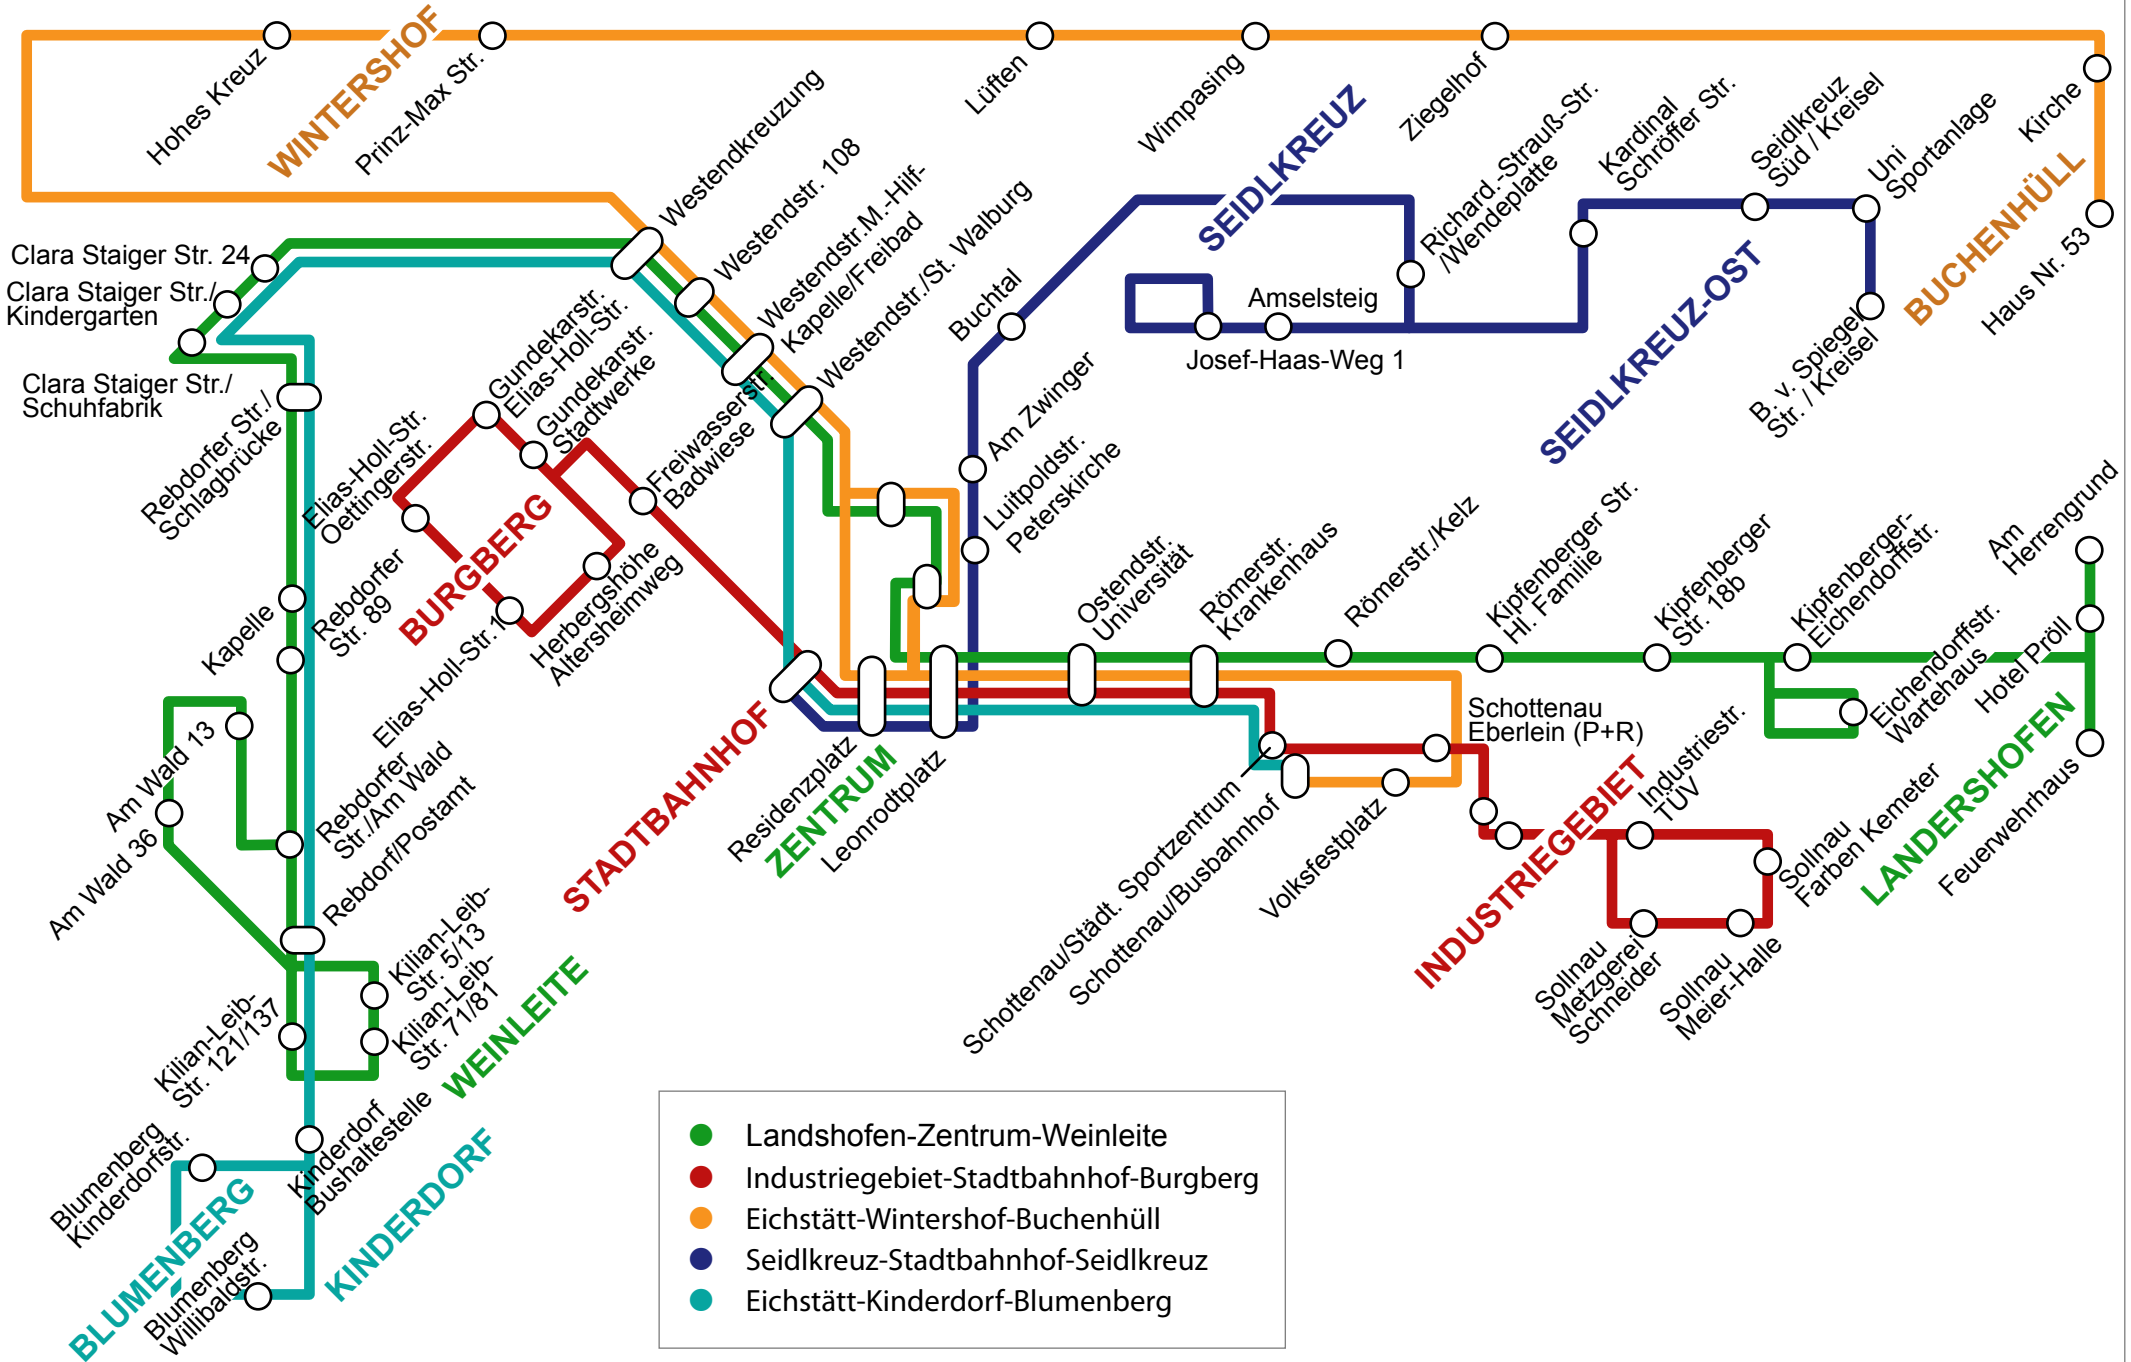 Hohes Kreuz
WINTERSHOF
Prinz-Max Str.
Lüften
Wimpasing
Ziegelhof
Kirche
BUCHENHÜLL
Haus Nr. 53
Westendkreuzung
Westendstr. 108
Westendstr.M.-Hilf-
Kapelle/Freibad
Westendstr./St. Walburg
Buchtal
SEIDLKREUZ
Richard.-Strauß-Str.
/Wendeplatte
Kardinal
Schröffer Str.
Seidlkreuz
Süd / Kreisel
Uni
Sportanlage
Amselsteig
Josef-Haas-Weg 1
SEIDLKREUZ-OST
B. v. Spiegel
Str. / Kreisel
Clara Staiger Str. 24
Clara Staiger Str./
Kindergarten
Clara Staiger Str./
Schuhfabrik
Rebdorfer Str./
Schlagbrücke
Gundekarstr.
Elias-Holl-Str.
Gundekarstr.
Stadtwerke
Elias-Holl-Str.
Oettingerstr.
Freiwasserstr.
Badwiese
BURGBERG
Herbergshöhe
Altersheimweg
Elias-Holl-Str.1
Am Zwinger
Luitpoldstr.
Peterskirche
Ostendstr.
Universität
Römerstr.
Krankenhaus
Römerstr./Kelz
Kipfenberger Str.
Hl. Familie
Kipfenberger
Str. 18b
Kipfenberger-
Eichendorffstr.
Eichendorffstr.
Wartehaus
Am
Herrengrund
Hotel Pröll
LANDERSHOFEN
Feuerwehrhaus
Kapelle
Rebdorfer
Str. 89
Am Wald 13
Am Wald 36
Rebdorfer
Str./Am Wald
Rebdorf/Postamt
STADTBAHNHOF
Residenzplatz
ZENTRUM
Leonrodtplatz
Schottenau
Eberlein (P+R)
Schottenau/Städt. Sportzentrum
Schottenau/Busbahnhof
Volksfestplatz
INDUSTRIEGEBIET
Industriestr.
TÜV
Sollnau
Farben Kemeter
Sollnau
Metzgerei
Schneider
Sollnau
Meier-Halle
Kilian-Leib-
Str. 5/13
Kilian-Leib-
Str. 71/81
Kilian-Leib-
Str. 121/137
WEINLEITE
Kinderdorf
Bushaltestelle
KINDERDORF
Blumenberg
Kinderdorfstr.
BLUMENBERG
Blumenberg
Willibaldstr.
Landshofen-Zentrum-Weinleite
Industriegebiet-Stadtbahnhof-Burgberg
Eichstätt-Wintershof-Buchenhüll
Seidlkreuz-Stadtbahnhof-Seidlkreuz
Eichstätt-Kinderdorf-Blumenberg